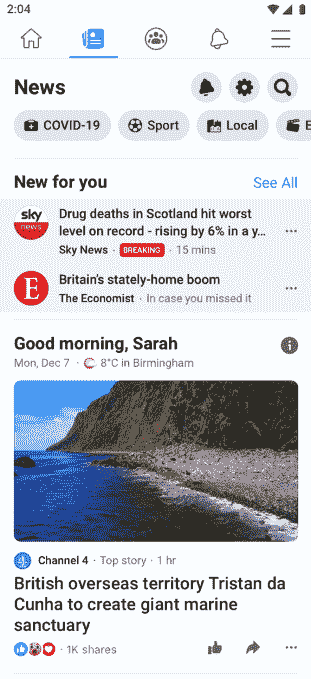 2:04
News
COVID-19
Sport
Local
E
New for you
See All
sky
news
Drug deaths in Scotland hit worst
level on record - rising by 6% in a y...
Sky News · BREAKING · 15 mins
E
Britain's stately-home boom
The Economist · In case you missed it
Good morning, Sarah
Mon, Dec 7 · 8°C in Birmingham
Channel 4 · Top story · 1 hr
British overseas territory Tristan da
Cunha to create giant marine
sanctuary
· 1K shares